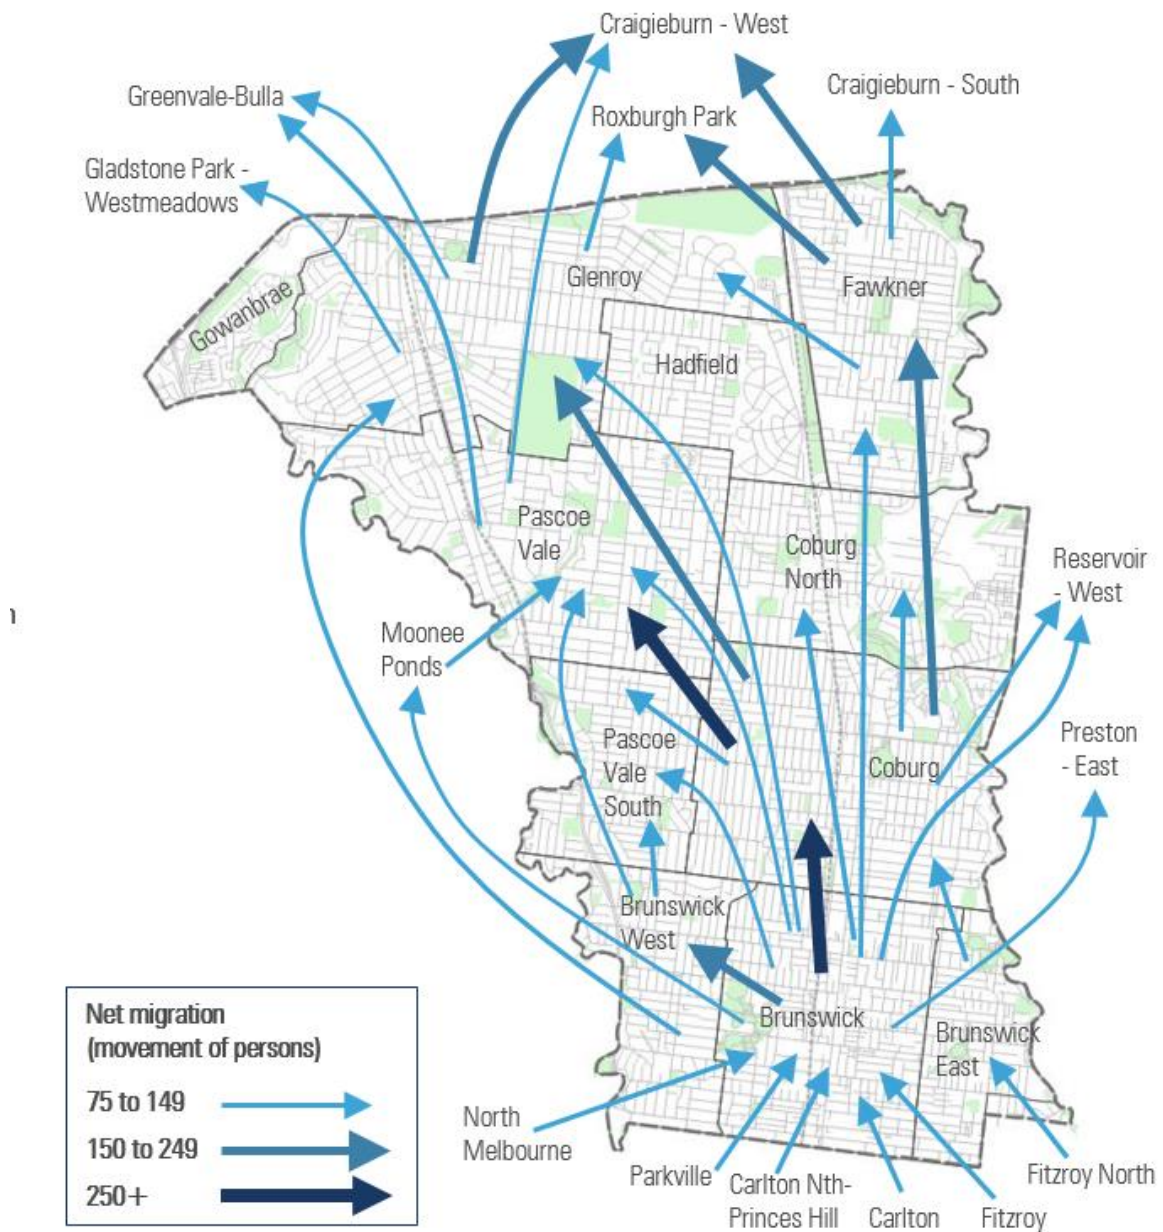 Craigieburn - West
Craigieburn - South
Greenvale-Bulla
Roxburgh Park
Gladstone Park -
Westmeadows
Glenroy
Fawkner
Gowanbrae
Hadfield
Pascoe
Vale
Coburg
North
Reservoir
- West
Moonee
Ponds
Preston
- East
Pascoe
Vale
South
Coburg
Brunswick
West
Brunswick
Brunswick
East
Net migration
(movement of persons)
75 to 149
150 to 249
250+
North
Melbourne
Parkville
Carlton Nth-
Princes Hill
Carlton
Fitzroy
Fitzroy North